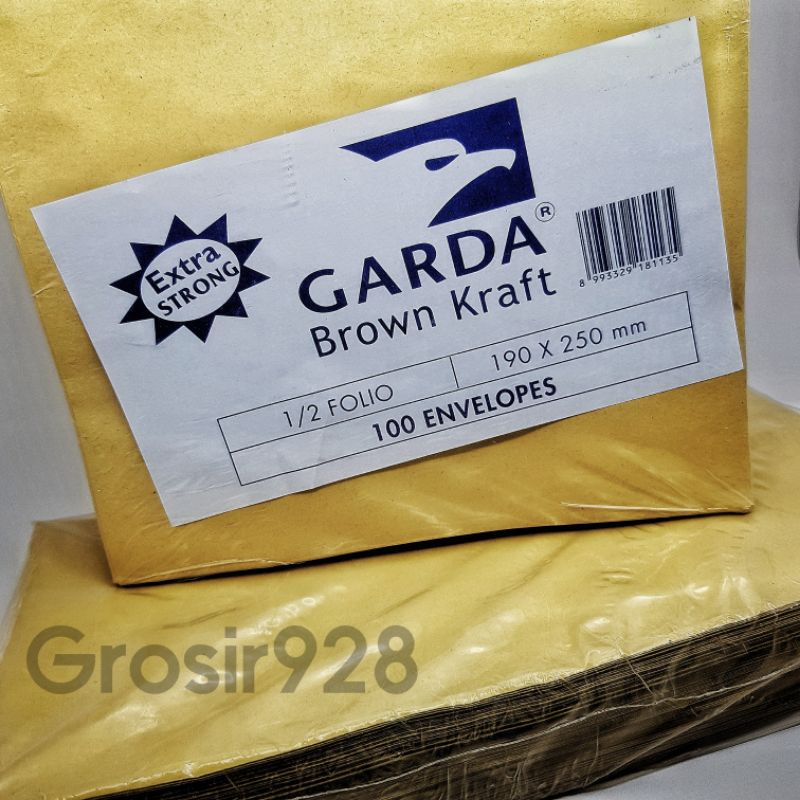 Extra
STRONG
GARDA®
Brown Kraft
8 993329 181135
1/2 FOLIO
190 X 250 mm
100 ENVELOPES
Grosir928